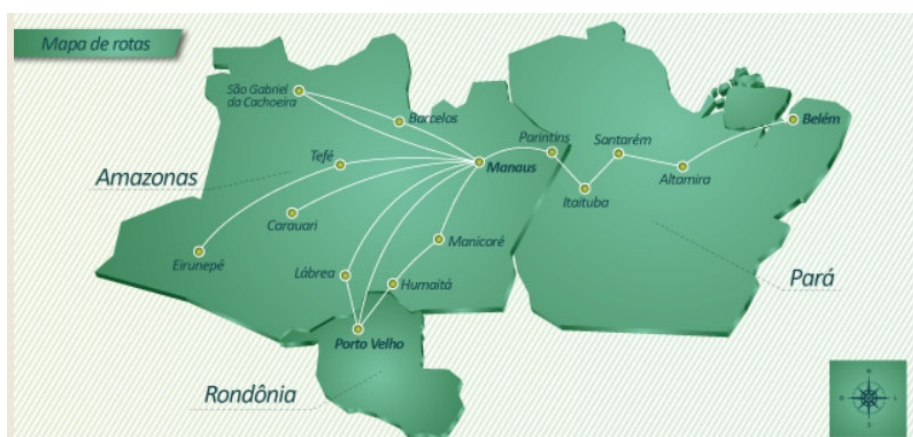 Mapa de rotas
São Gabriel
da Cachoeira
Barcelos
Belém
Parintins
Santarém
Tefé
Manaus
Altamira
Amazonas
Itaituba
Carauari
Manicoré
Eirunepé
Lábrea
Humaitá
Pará
Porto Velho
Rondônia
N
O
L
S